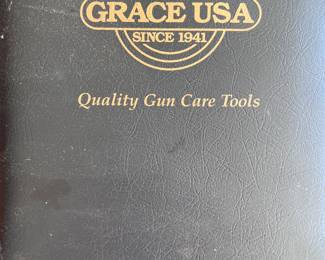 GRACE USA
SINCE 1941
Quality Gun Care Tools